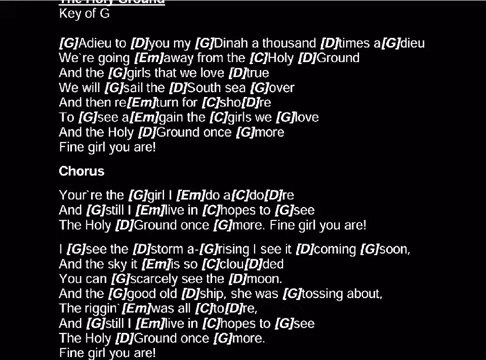 The Holy Ground
Key of G
[G]Adieu to [D]you my [G]Dinah a thousand [D]times a[G]dieu
We`re going [Em]away from the [C]Holy [D]Ground
And the [G]girls that we love [D]true
We will [G]sail the [D]South sea [G]over
And then re[Em]turn for [C]sho[D]re
To [G]see a[Em]gain the [C]girls we [G]love
And the Holy [D]Ground once [G]more
Fine girl you are!
Chorus
Your`re the [G]girl I [Em]do a[C]do[D]re
And [G]still I [Em]live in [C]hopes to [G]see
The Holy [D]Ground once [G]more. Fine girl you are!
I [G]see the [D]storm a-[G]rising I see it [D]coming [G]soon,
And the sky it [Em]is so [C]clou[D]ded
You can [G]scarcely see the [D]moon.
And the [G]good old [D]ship, she was [G]tossing about,
The riggin` [Em]was all [C]to[D]re,
And [G]still I [Em]live in [C]hopes to [G]see
The Holy [D]Ground once [G]more.
Fine girl you are!